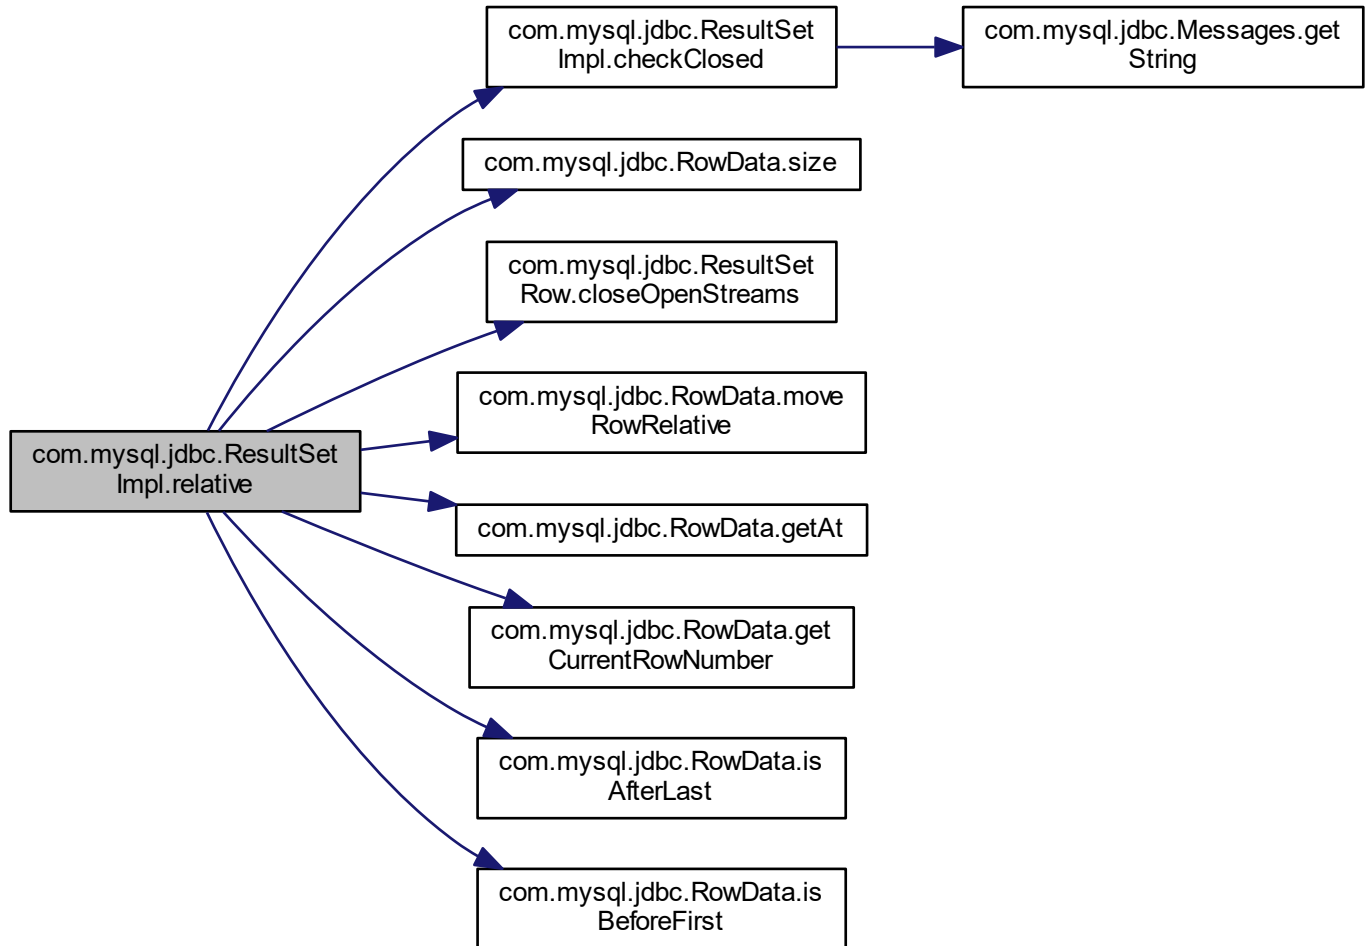 com.mysql.jdbc.ResultSet
Impl.checkClosed
com.mysql.jdbc.Messages.get
String
com.mysql.jdbc.RowData.size
com.mysql.jdbc.ResultSet
Row.closeOpenStreams
com.mysql.jdbc.RowData.move
RowRelative
com.mysql.jdbc.ResultSet
Impl.relative
com.mysql.jdbc.RowData.getAt
com.mysql.jdbc.RowData.get
CurrentRowNumber
com.mysql.jdbc.RowData.is
AfterLast
com.mysql.jdbc.RowData.is
BeforeFirst